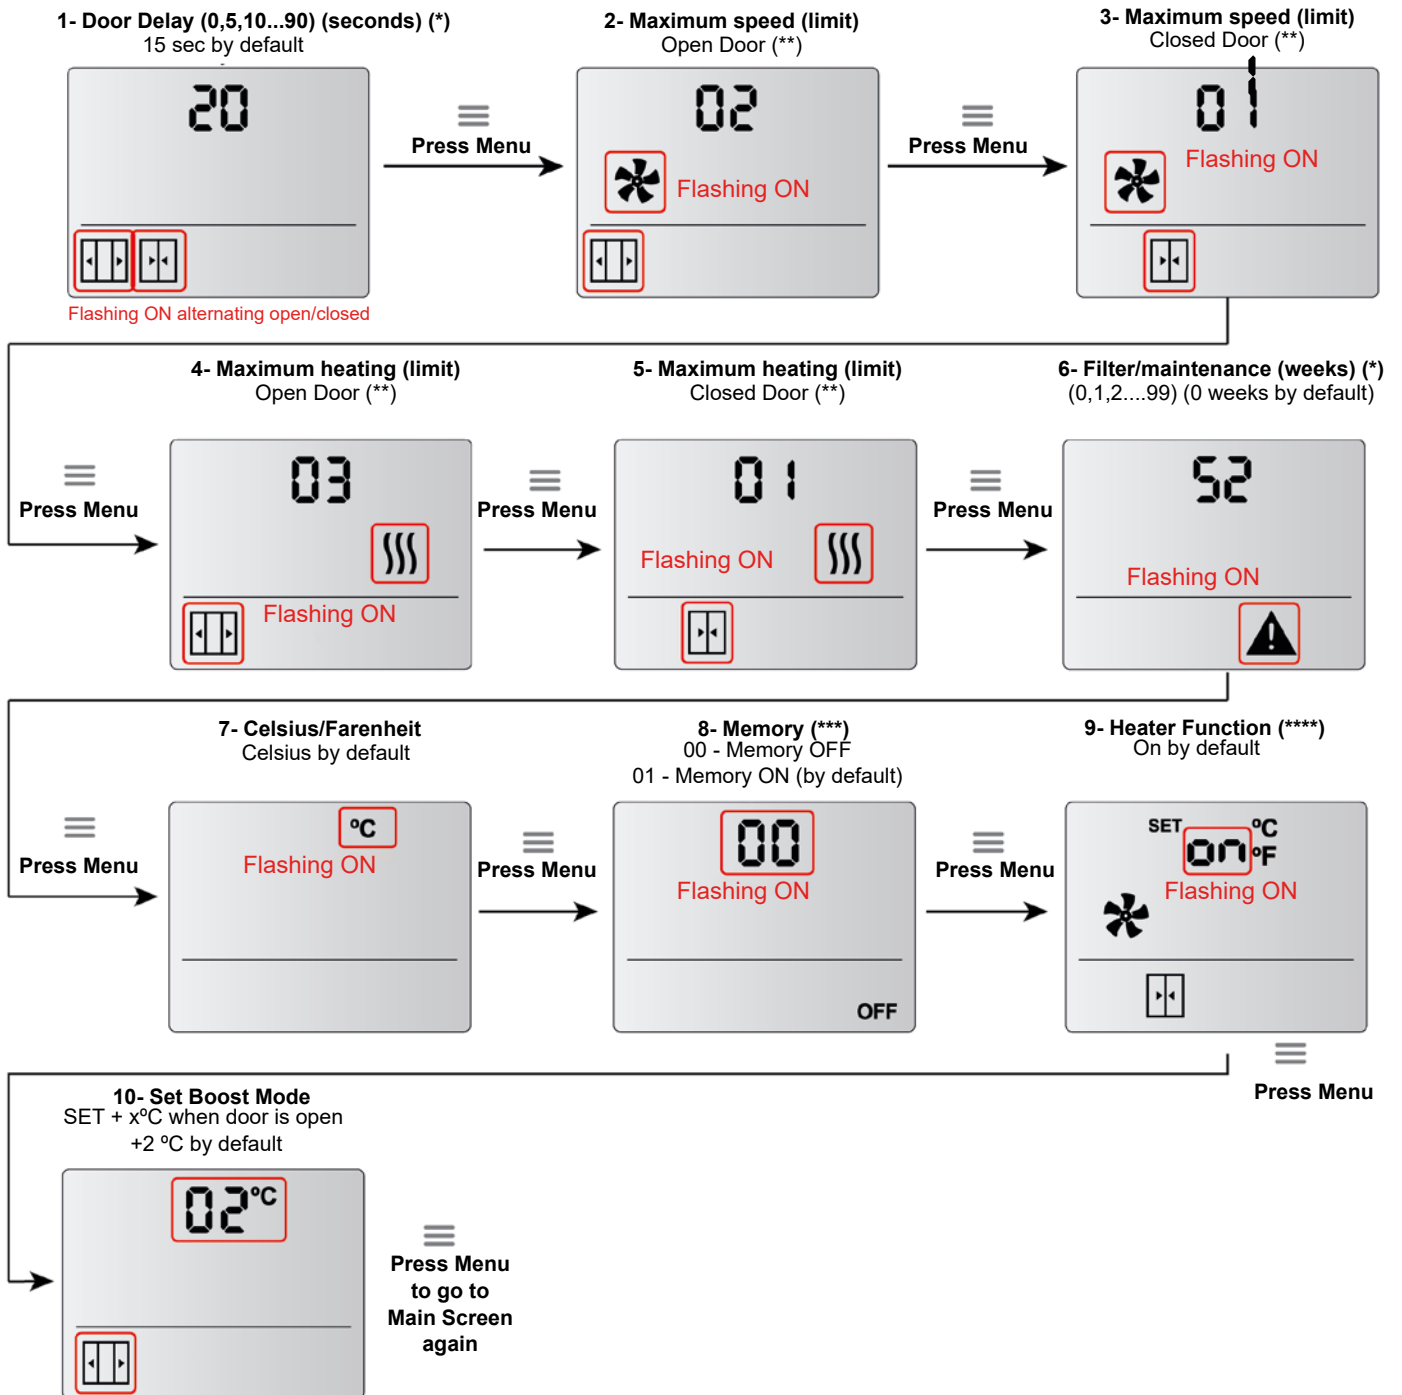 1- Door Delay (0,5,10...90) (seconds) (*)
15 sec by default
20
Flashing ON alternating open/closed
Press Menu
2- Maximum speed (limit)
Open Door (**)
02
Flashing ON
Press Menu
3- Maximum speed (limit)
Closed Door (**)
01
Flashing ON
Press Menu
4- Maximum heating (limit)
Open Door (**)
03
Flashing ON
Press Menu
5- Maximum heating (limit)
Closed Door (**)
01
Flashing ON
Press Menu
6- Filter/maintenance (weeks) (*)
(0,1,2....99) (0 weeks by default)
52
Flashing ON
Press Menu
7- Celsius/Farenheit
Celsius by default
ºC
Flashing ON
Press Menu
8- Memory (***)
00 - Memory OFF
01 - Memory ON (by default)
00
Flashing ON
OFF
Press Menu
9- Heater Function (****)
On by default
SET on ºC
ºF
Flashing ON
Press Menu
10- Set Boost Mode
SET + xºC when door is open
+2 ºC by default
02ºC
Press Menu
to go to
Main Screen
again